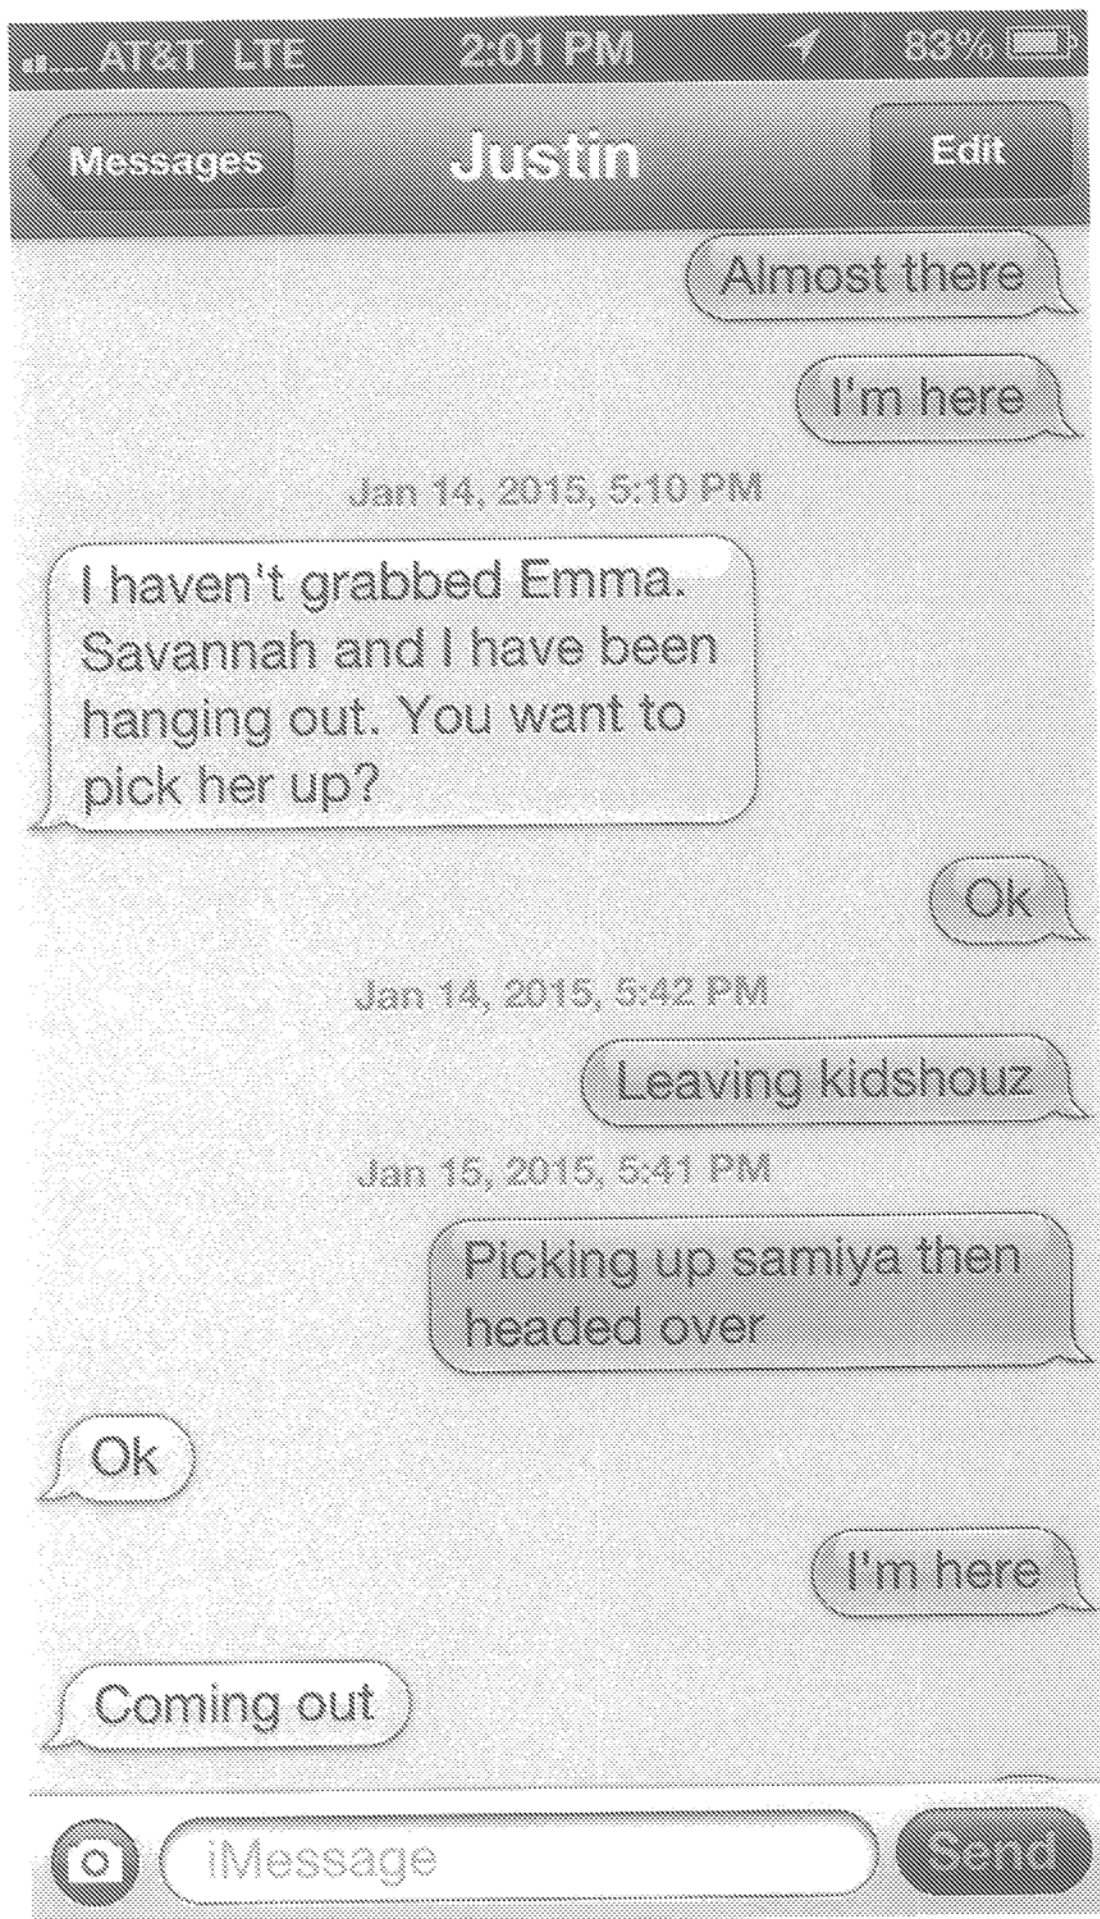 AT&T LTE 2:01 PM 83%
Messages Justin Edit
Almost there
I'm here
Jan 14, 2015, 5:10 PM
I haven't grabbed Emma.
Savannah and I have been
hanging out. You want to
pick her up?
Ok
Jan 14, 2015, 5:42 PM
Leaving kidshouz
Jan 15, 2015, 5:41 PM
Picking up samiya then
headed over
Ok
I'm here
Coming out
iMessage Send